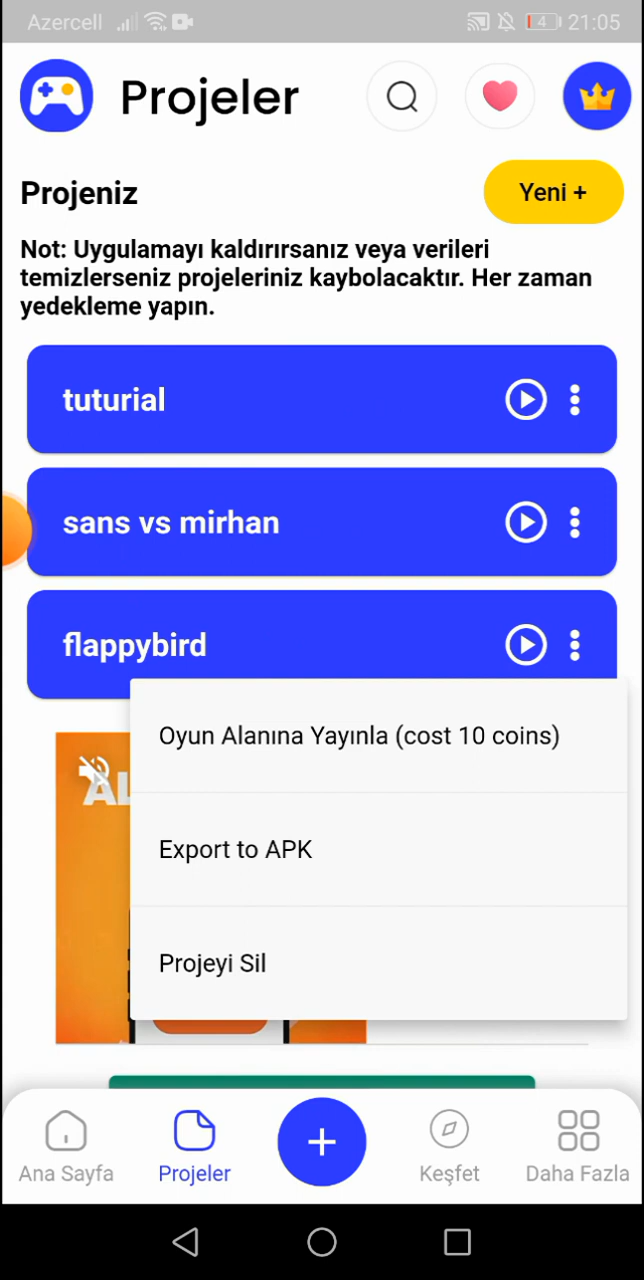 Azercell 4 21:05
Projeler
Projeniz
Yeni +
Not: Uygulamayı kaldırırsanız veya verileri
temizlerseniz projeleriniz kaybolacaktır. Her zaman
yedekleme yapın.
tuturial
sans vs mirhan
flappybird
Oyun Alanına Yayınla (cost 10 coins)
AL
Export to APK
Projeyi Sil
+
Ana Sayfa
Projeler
Keşfet
Daha Fazla